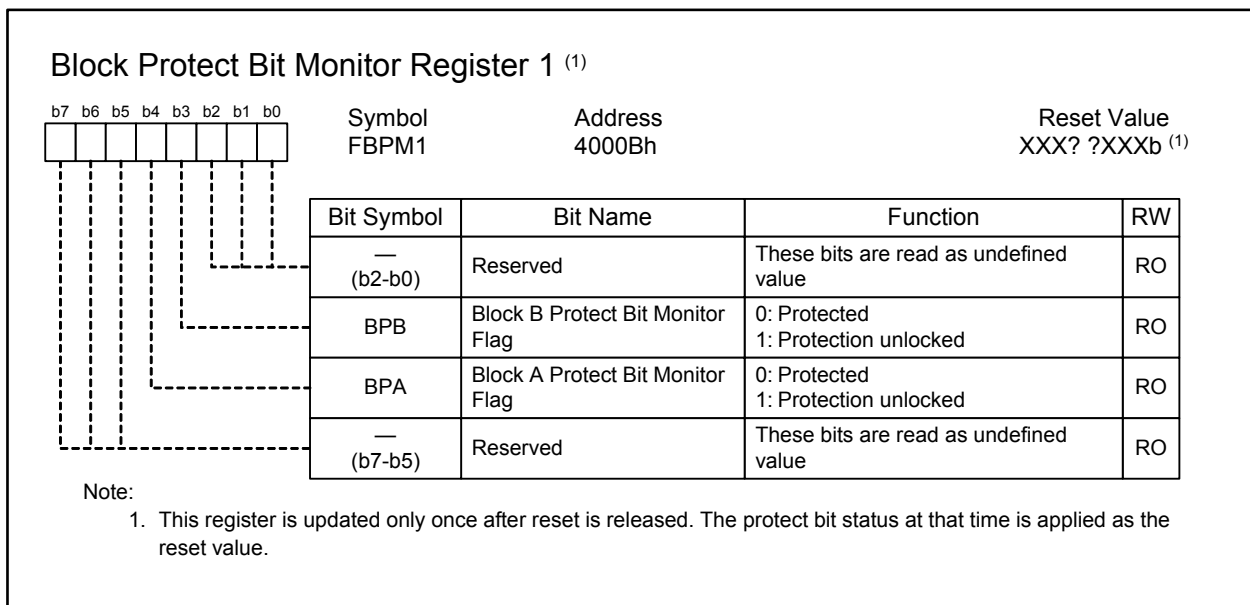 Block Protect Bit Monitor Register 1 (1)
b7 b6 b5 b4 b3 b2 b1 b0
Symbol Address Reset Value
FBPM1 4000Bh XXX? ?XXXb (1)
Bit Symbol Bit Name Function RW
—
(b2-b0)
Reserved
These bits are read as undefined
value
RO
BPB
Block B Protect Bit Monitor
Flag
0: Protected
1: Protection unlocked
RO
BPA
Block A Protect Bit Monitor
Flag
0: Protected
1: Protection unlocked
RO
—
(b7-b5)
Reserved
These bits are read as undefined
value
RO
Note:
1. This register is updated only once after reset is released. The protect bit status at that time is applied as the
reset value.